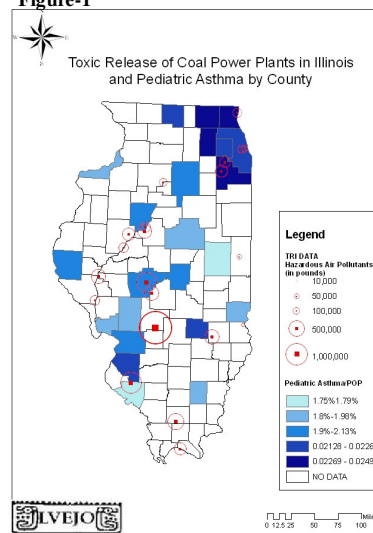 Figure-1
Toxic Release of Coal Power Plants in Illinois
and Pediatric Asthma by County
Legend
TRI DATA
Hazardous Air Pollutants
(in pounds)
10,000
50,000
100,000
500,000
1,000,000
Pediatric Asthma/POP
1.75%1.79%
1.8%-1.98%
1.9%-2.13%
0.02128 - 0.0226
0.02269 - 0.0249
NO DATA
LVEJO
0 12.5 25 50 75 100